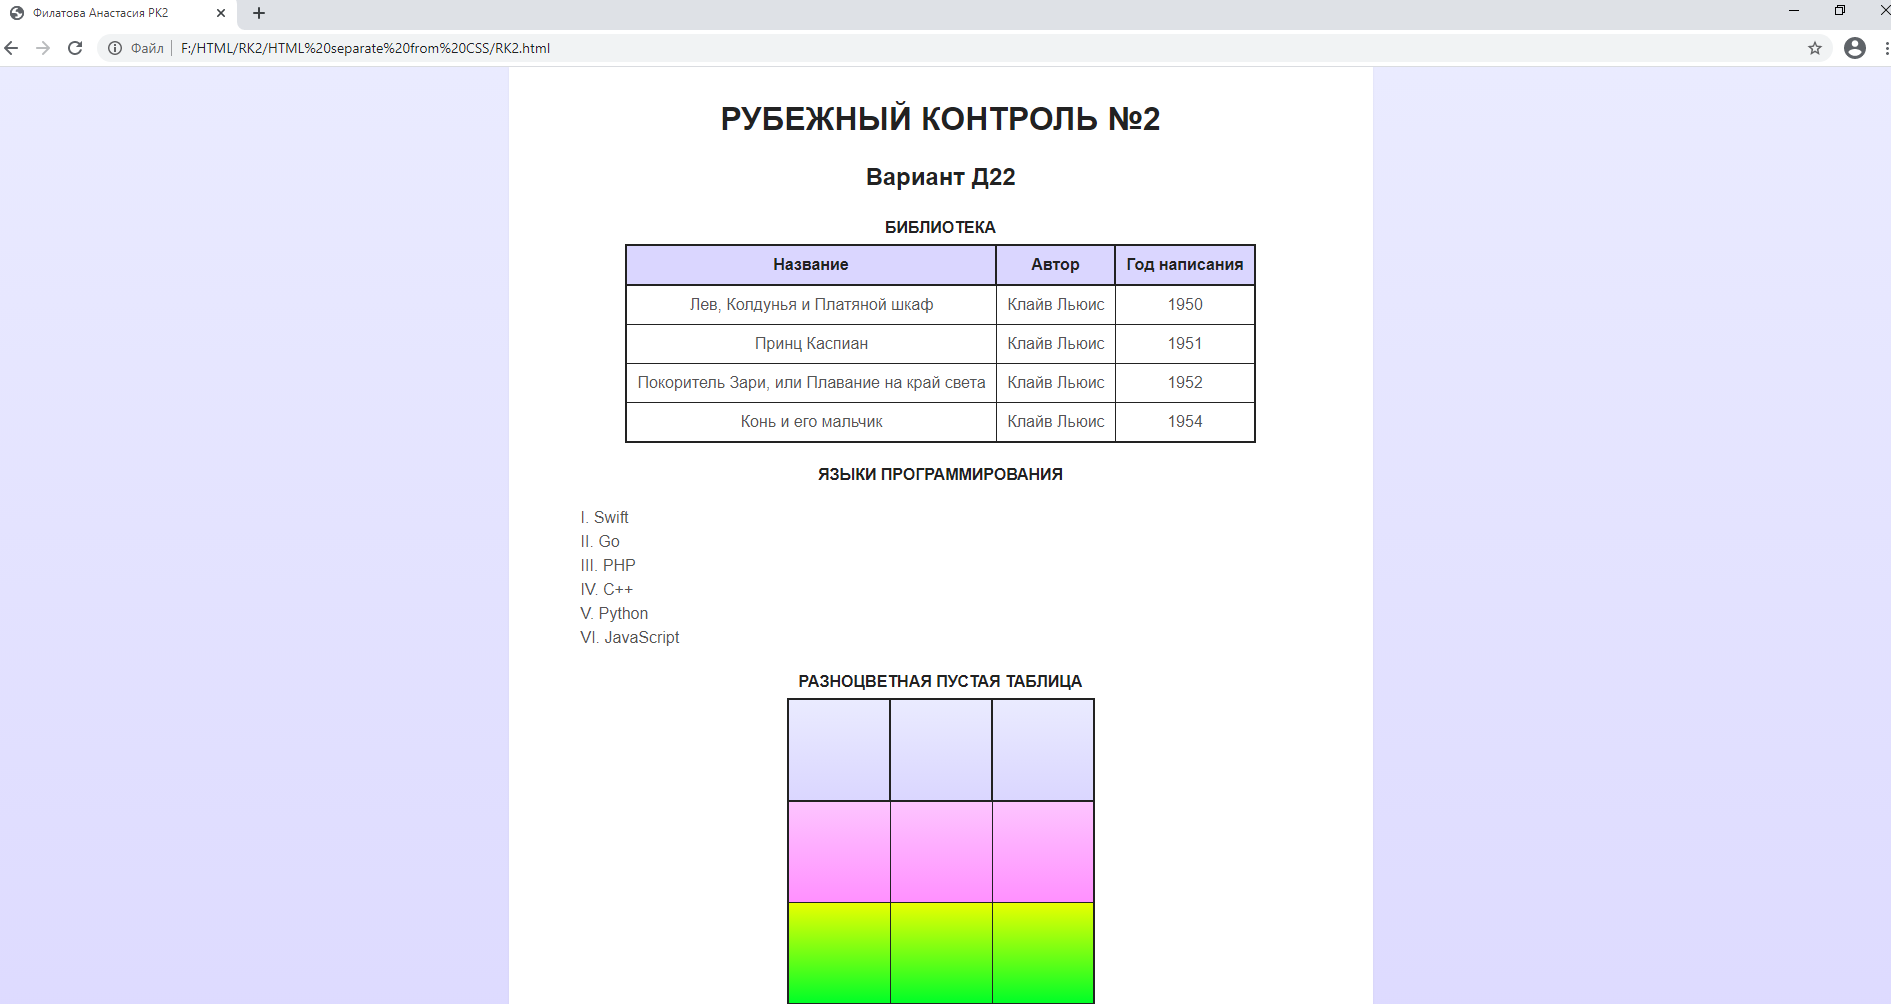 Филатова Анастасия РК2
Файл F:/HTML/RK2/HTML%20separate%20from%20CSS/RK2.html
РУБЕЖНЫЙ КОНТРОЛЬ №2
Вариант Д22
БИБЛИОТЕКА
Название Автор Год написания
Лев, Колдунья и Платяной шкаф Клайв Льюис 1950
Принц Каспиан Клайв Льюис 1951
Покоритель Зари, или Плавание на край света Клайв Льюис 1952
Конь и его мальчик Клайв Льюис 1954
ЯЗЫКИ ПРОГРАММИРОВАНИЯ
I. Swift
II. Go
III. PHP
IV. C++
V. Python
VI. JavaScript
РАЗНОЦВЕТНАЯ ПУСТАЯ ТАБЛИЦА